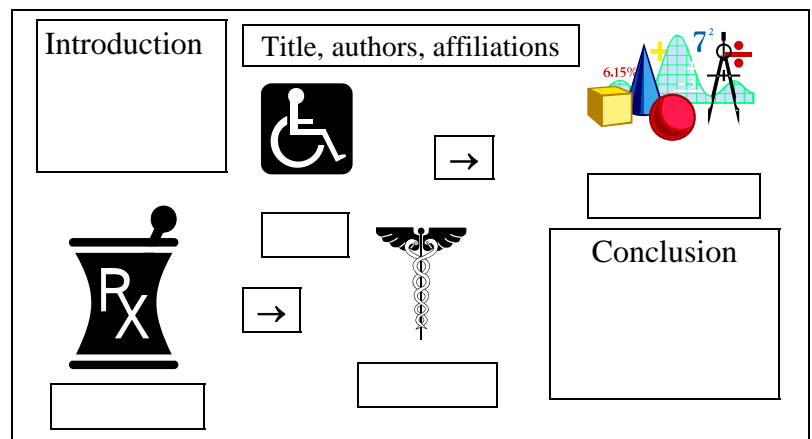 Introduction
Title, authors, affiliations
7²
6.15%
→
Conclusion
RX
→